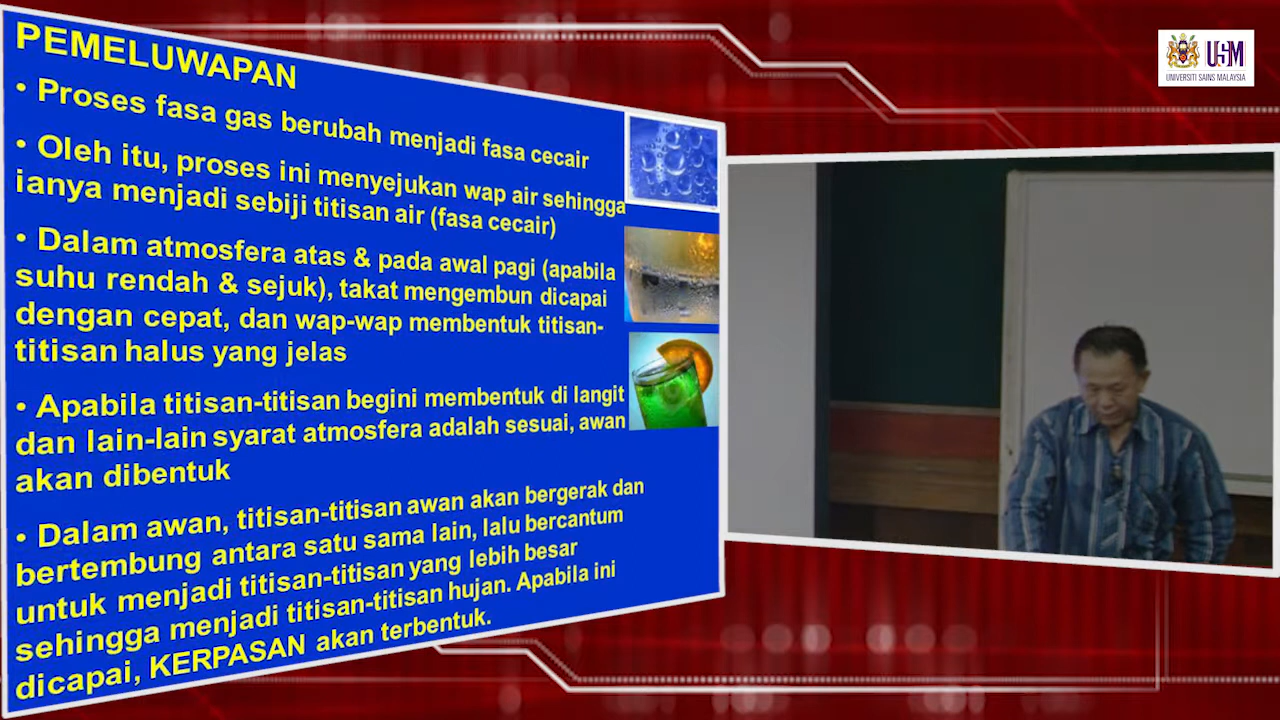 PEMELUWAPAN
• Proses fasa gas berubah menjadi fasa cecair
• Oleh itu, proses ini menyejukan wap air sehingga
ianya menjadi sebiji titisan air (fasa cecair)
• Dalam atmosfera atas & pada awal pagi (apabila
suhu rendah & sejuk), takat mengembun dicapai
dengan cepat, dan wap-wap membentuk titisan-
titisan halus yang jelas
• Apabila titisan-titisan begini membentuk di langit
dan lain-lain syarat atmosfera adalah sesuai, awan
akan dibentuk
• Dalam awan, titisan-titisan awan akan bergerak dan
bertembung antara satu sama lain, lalu bercantum
untuk menjadi titisan-titisan yang lebih besar
sehingga menjadi titisan-titisan hujan. Apabila ini
dicapai, KERPASAN akan terbentuk.
USM
UNIVERSITI SAINS MALAYSIA